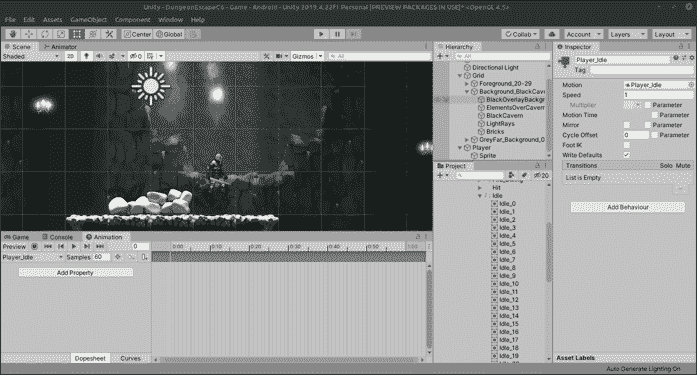 Unity - DungeonEscapeCo - Game - Android - Unity 2019.4.22f1 Personal [PREVIEW PACKAGES IN USE]* <OpenGL 4.5>
File Edit Assets GameObject Component Window Help
Center Global Collab Account Layers Layout
Scene Animator
Shaded 2D 0 Gizmos All
Hierarchy
All
Directional Light
Grid
Foreground_20-29
Background_BlackCave
BlackOverlayBackgr
ElementsOverCavern
BlackCavern
LightRays
Bricks
GreyFar_Background_0
Player
Sprite
Project
20
Hit
Idle
Idle_0
Idle_1
Idle_2
Idle_3
Idle_4
Idle_5
Idle_6
Idle_7
Idle_8
Idle_9
Idle_10
Idle_11
Idle_12
Idle_13
Idle_14
Idle_15
Idle_16
Idle_17
Idle_18
Idle_19
Inspector
Player_Idle
Tag
Motion Player_Idle
Speed 1
Multiplier Parameter
Motion Time Parameter
Mirror Parameter
Cycle Offset 0 Parameter
Foot IK
Write Defaults
Transitions Solo Mute
List is Empty
Add Behaviour
Asset Labels
Game Console Animation
Preview 0 0:00 0:10 0:20 0:30 0:40 0:50 1:00
Player_Idle Samples 60
Add Property
Dopesheet Curves
Auto Generate Lighting On